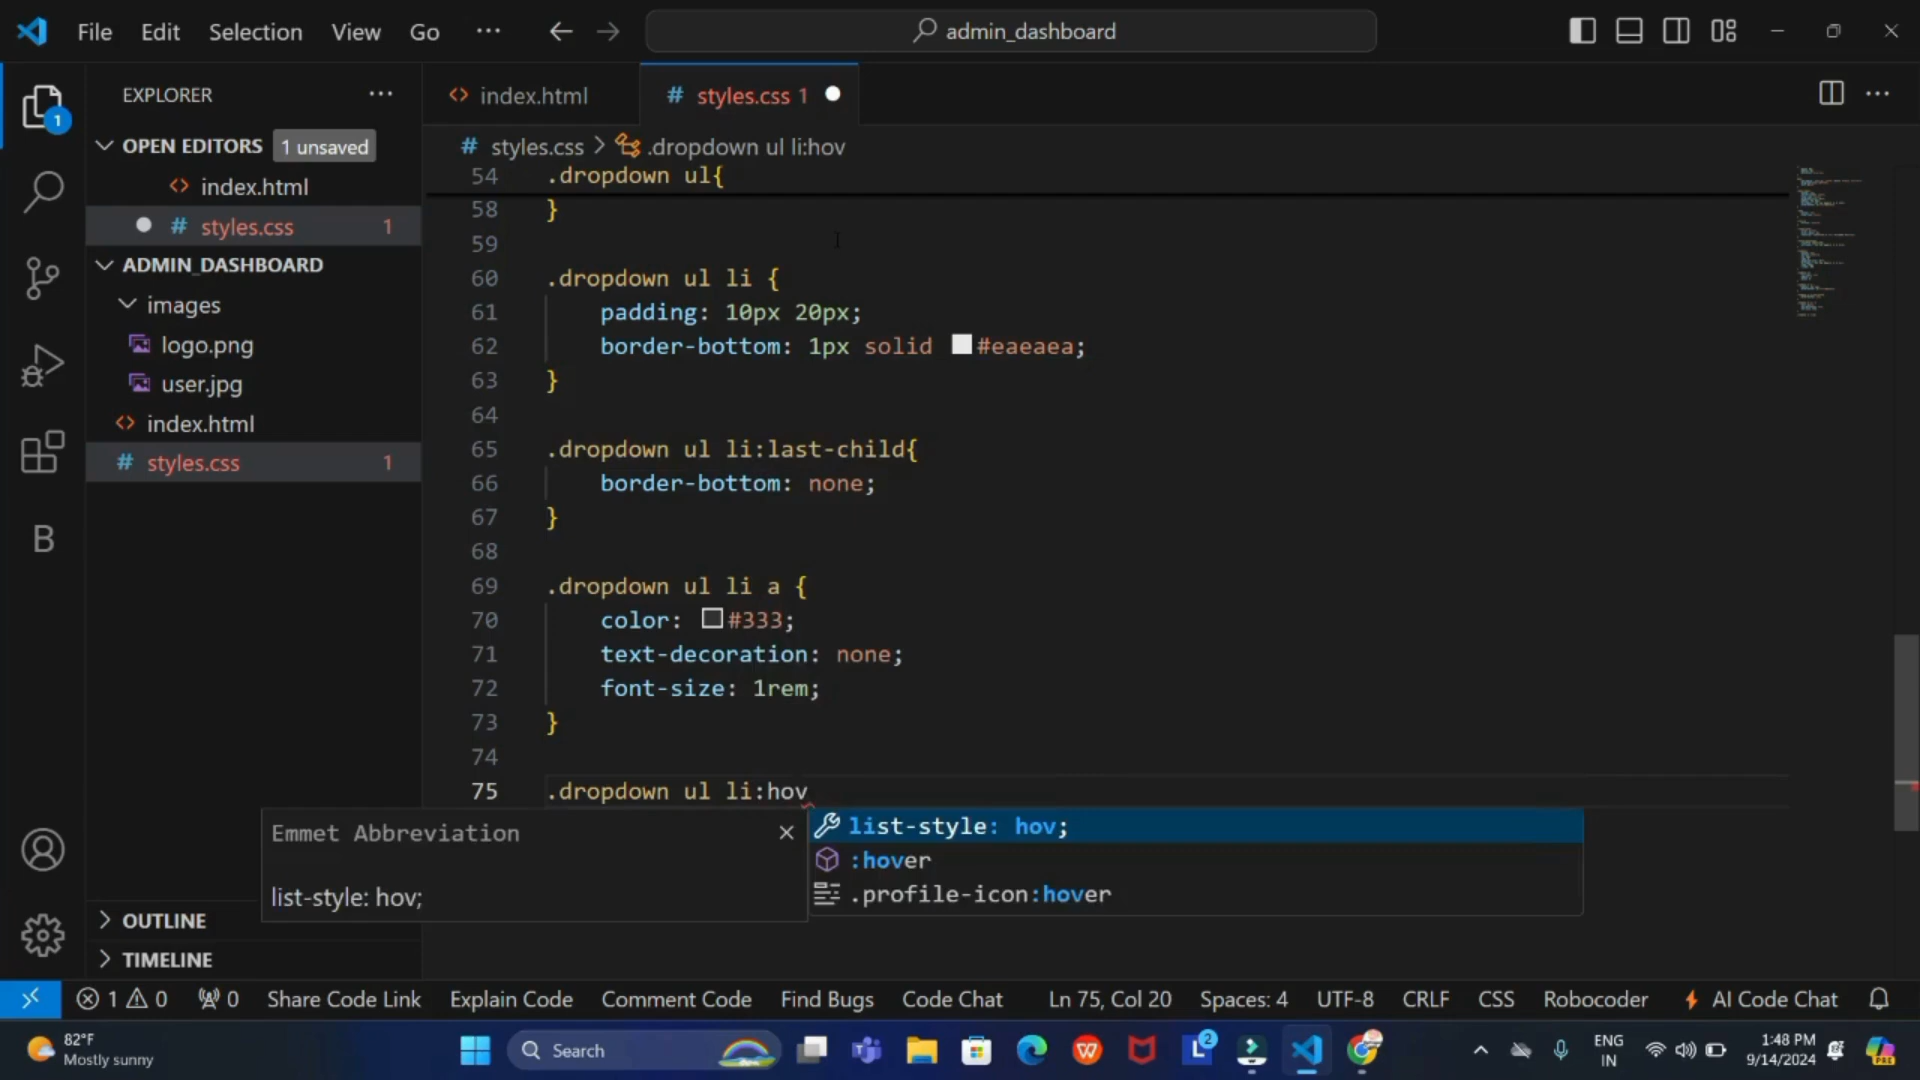 File Edit Selection View Go ··· admin_dashboard
EXPLORER ···
1
OPEN EDITORS 1 unsaved
<> index.html
# styles.css 1
ADMIN_DASHBOARD
images
logo.png
user.jpg
<> index.html
# styles.css 1
B
OUTLINE
TIMELINE
<> index.html # styles.css 1
# styles.css > .dropdown ul li:hov
54 .dropdown ul{
58 }
59
60 .dropdown ul li {
61 padding: 10px 20px;
62 border-bottom: 1px solid #eaeaea;
63 }
64
65 .dropdown ul li:last-child{
66 border-bottom: none;
67 }
68
69 .dropdown ul li a {
70 color: #333;
71 text-decoration: none;
72 font-size: 1rem;
73 }
74
75 .dropdown ul li:hov
Emmet Abbreviation
list-style: hov;
list-style: hov;
:hover
.profile-icon:hover
1 0 0 Share Code Link Explain Code Comment Code Find Bugs Code Chat Ln 75, Col 20 Spaces: 4 UTF-8 CRLF CSS Robocoder AI Code Chat
82°F
Mostly sunny
Search
2
ENG
IN
1:48 PM
9/14/2024
PRE